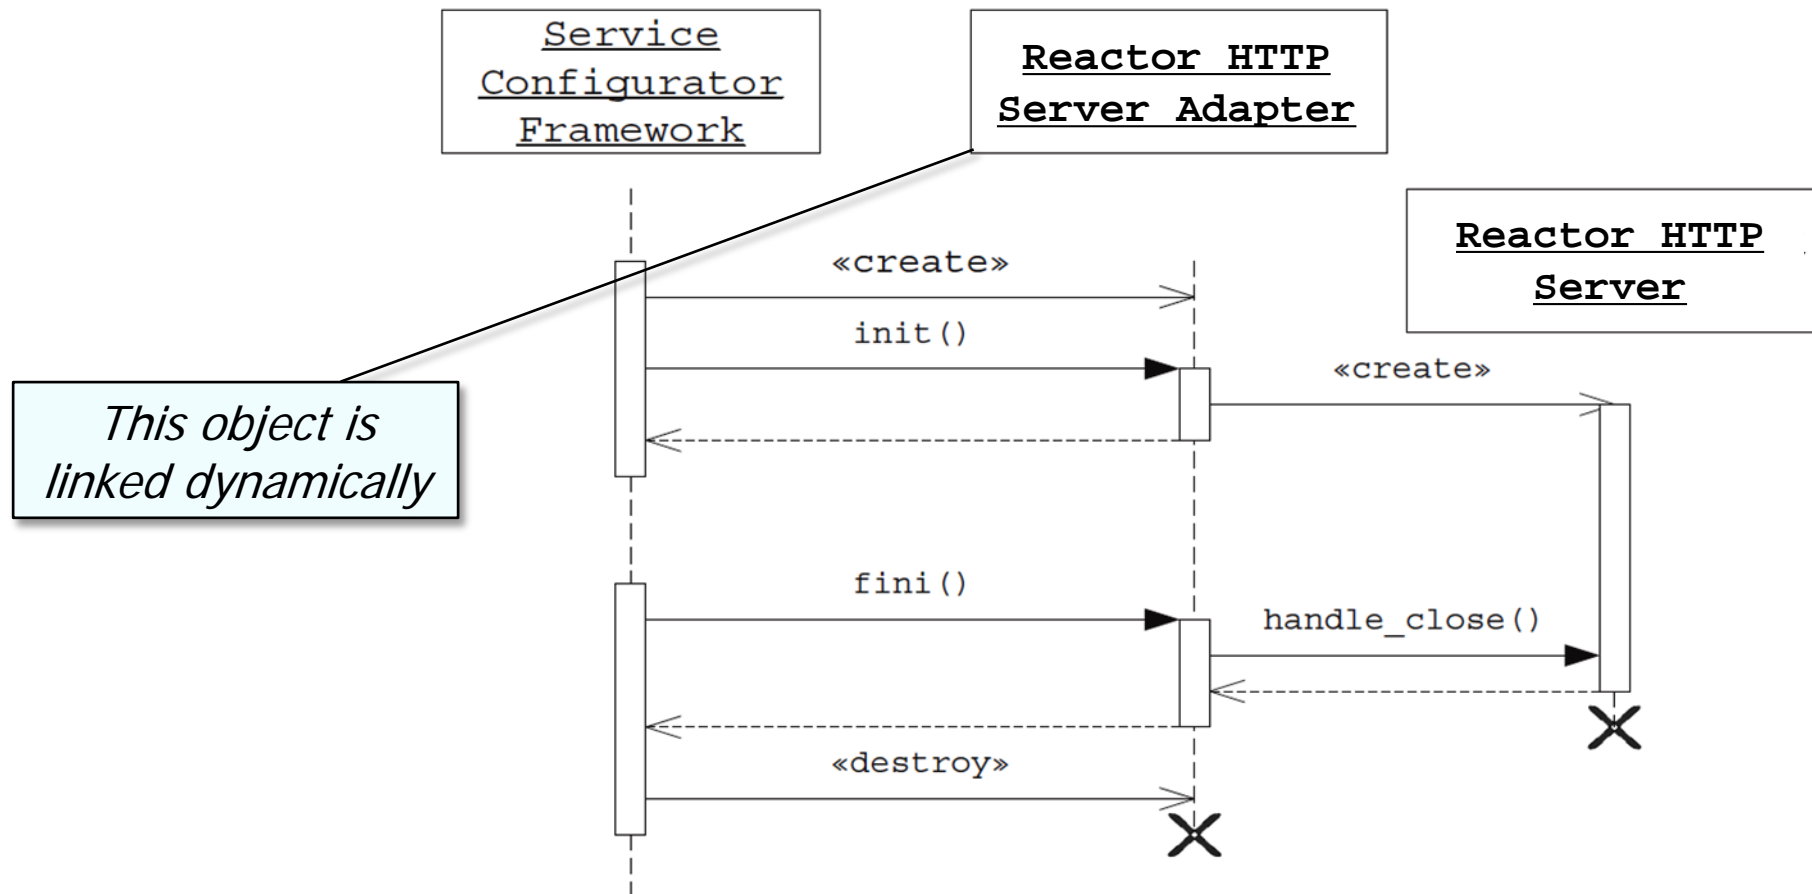 Service
Configurator
Framework
Reactor HTTP
Server Adapter
Reactor HTTP
Server
«create»
init()
«create»
This object is
linked dynamically
fini()
handle_close()
«destroy»